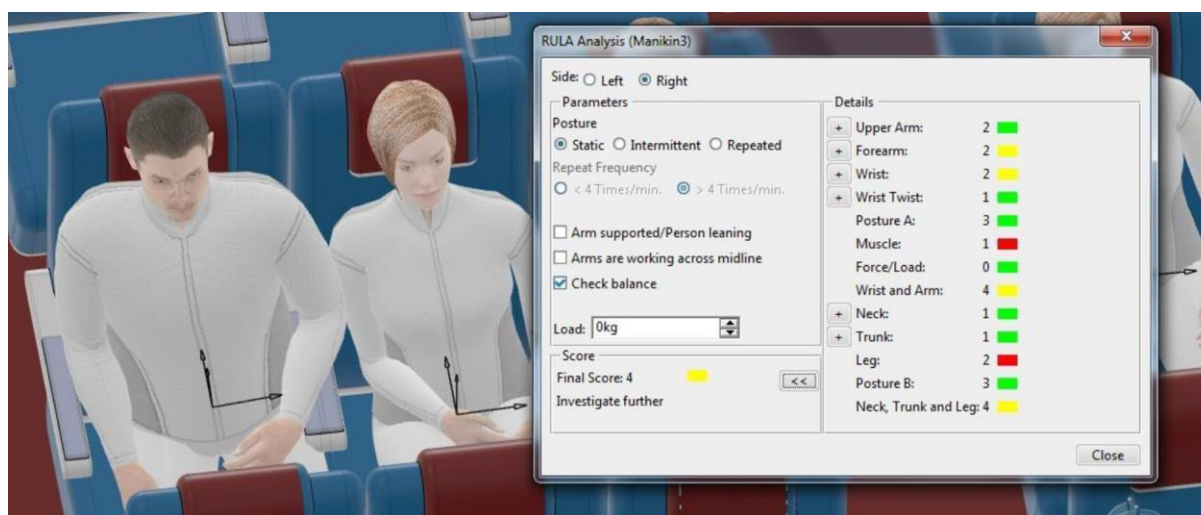 RULA Analysis (Manikin3)
Side: Left Right
Parameters
Posture
Static Intermittent Repeated
Repeat Frequency
< 4 Times/min. > 4 Times/min.
Arm supported/Person leaning
Arms are working across midline
Check balance
Load: 0kg
Score
Final Score: 4
<<
Investigate further
Details
+ Upper Arm: 2
+ Forearm: 2
+ Wrist: 2
+ Wrist Twist: 1
Posture A: 3
Muscle: 1
Force/Load: 0
Wrist and Arm: 4
+ Neck: 1
+ Trunk: 1
Leg: 2
Posture B: 3
Neck, Trunk and Leg: 4
Close